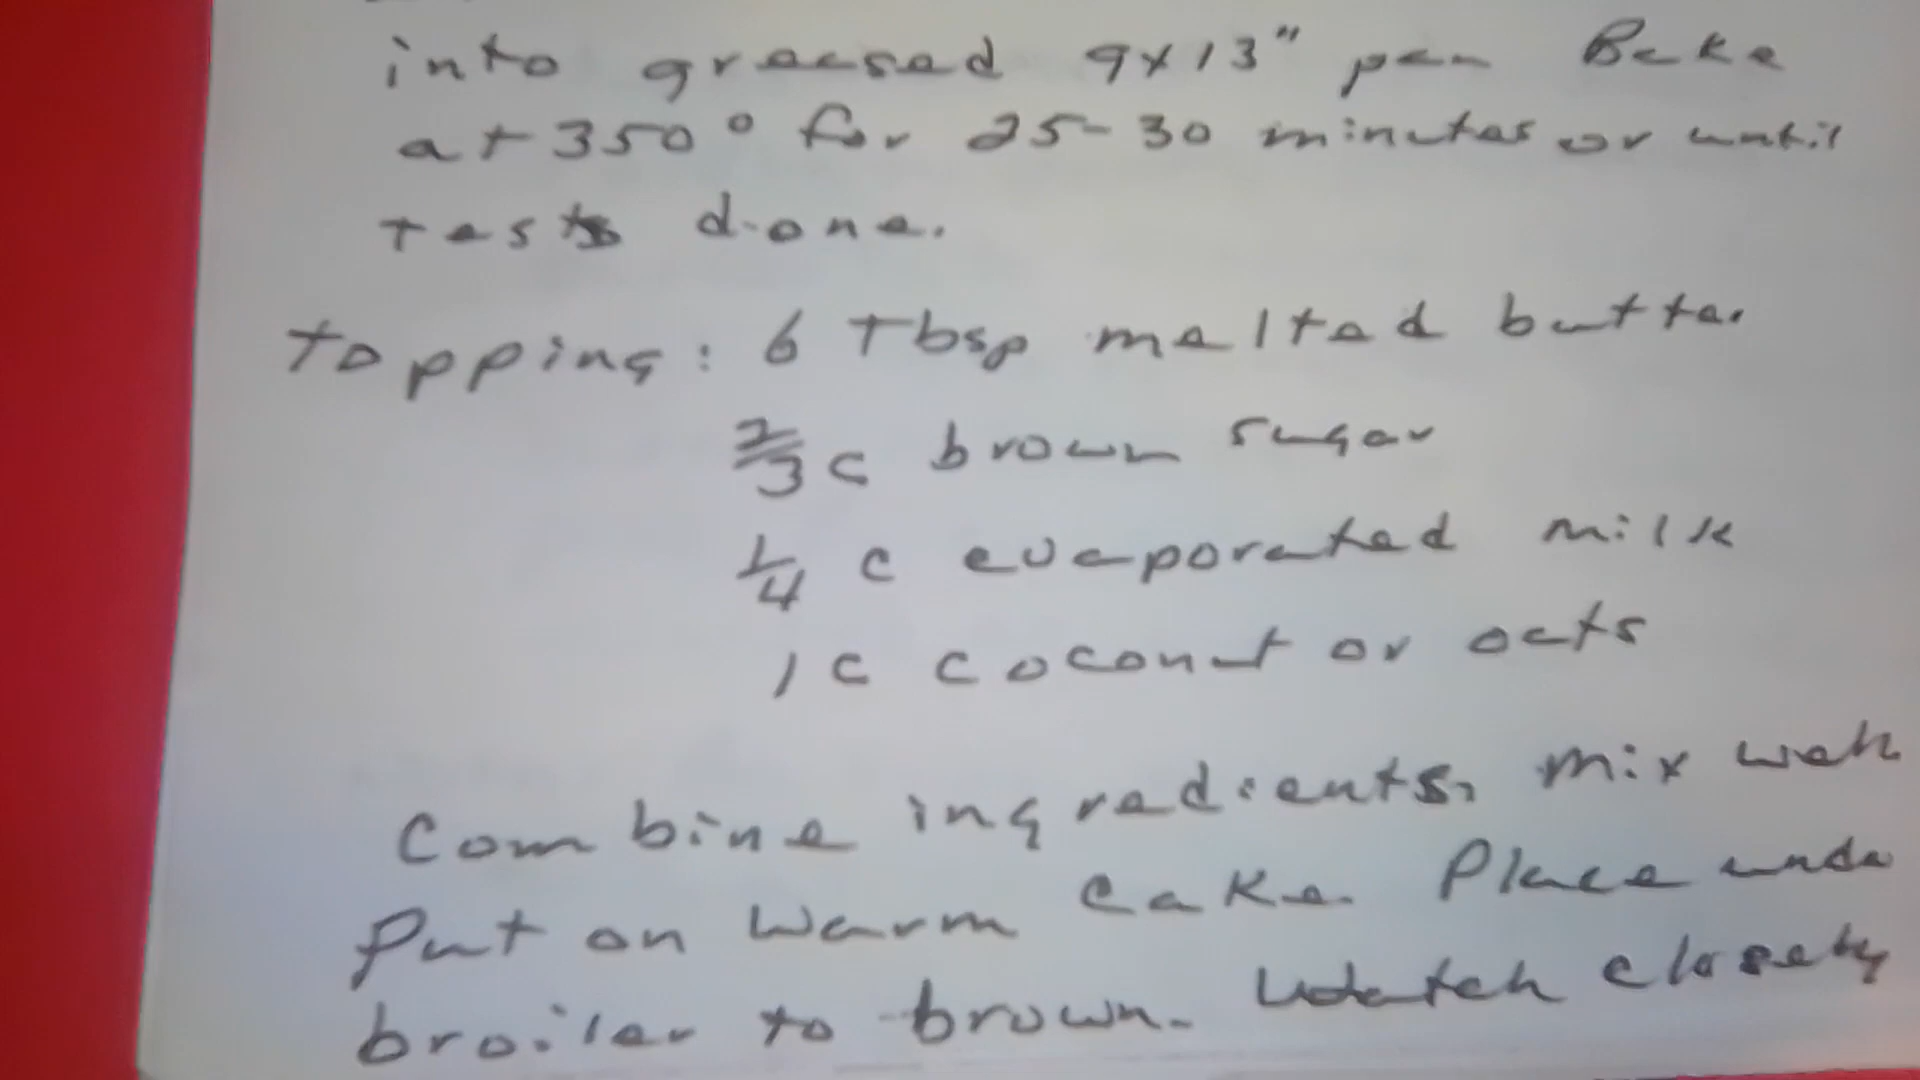 into greased 9x13" pan Bake
at 350° for 25-30 minutes or until
tests done.
topping: 6 Tbsp melted butter
2/3 c brown sugar
1/4 c evaporated milk
1 c coconut or oats
Combine ingredients, mix well
Put on warm cake. Place under
broiler to brown. Watch closely